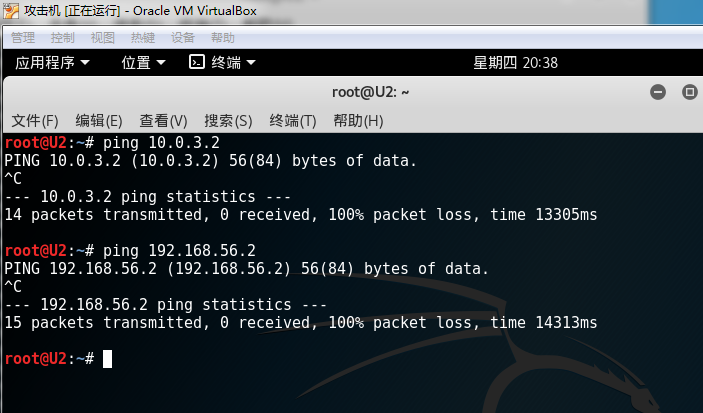 攻击机 [正在运行] - Oracle VM VirtualBox
管理 控制 视图 热键 设备 帮助
应用程序 位置 终端 星期四 20:38
root@U2: ~
文件(F) 编辑(E) 查看(V) 搜索(S) 终端(T) 帮助(H)
root@U2:~# ping 10.0.3.2
PING 10.0.3.2 (10.0.3.2) 56(84) bytes of data.
^C
--- 10.0.3.2 ping statistics ---
14 packets transmitted, 0 received, 100% packet loss, time 13305ms
root@U2:~# ping 192.168.56.2
PING 192.168.56.2 (192.168.56.2) 56(84) bytes of data.
^C
--- 192.168.56.2 ping statistics ---
15 packets transmitted, 0 received, 100% packet loss, time 14313ms
root@U2:~#